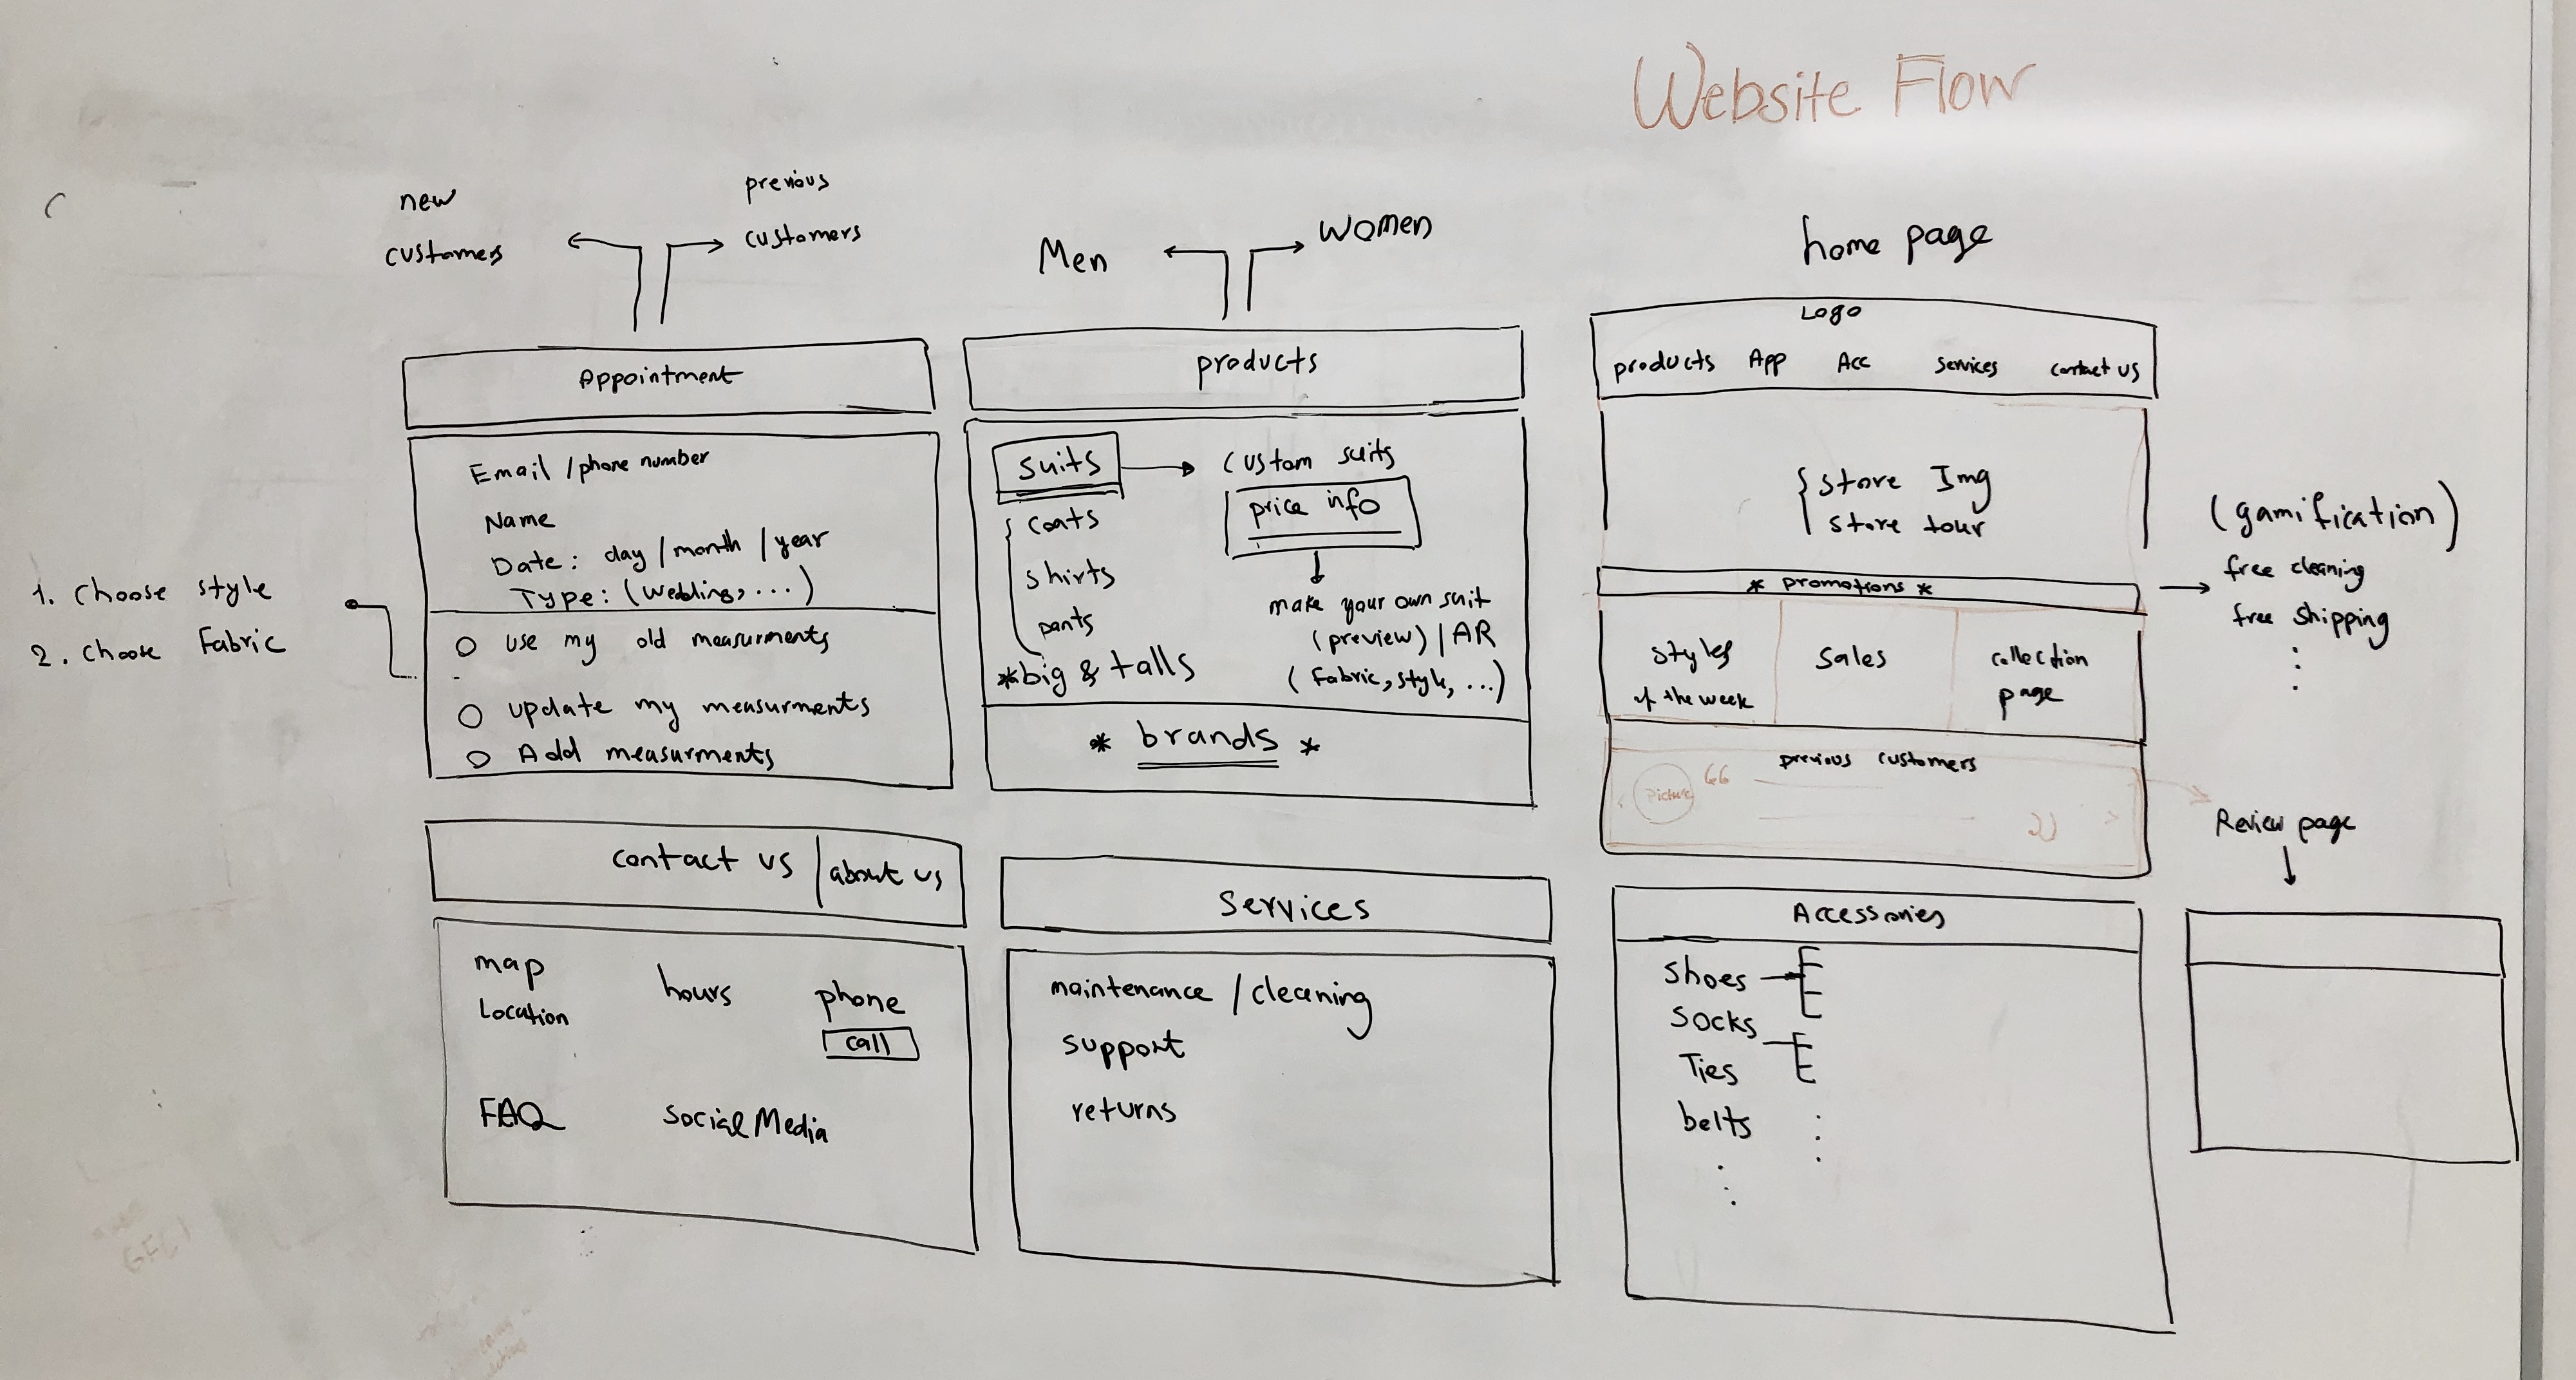 Website Flow
new
customers
previous
customers
Men
women
home page
Appointment
Email / phone number
Name
Date: day / month / year
Type: (Wedding, ...)
use my old measurments
update my measurments
Add measurments
1. Choose style
2. Choose Fabric
products
suits
custom suits
price info
coats
shirts
pants
make your own suit
(preview) | AR
(Fabric, style, ...)
*big & talls
* brands *
Logo
products App Acc Services contact us
store Img
store tour
* promotions *
(gamification)
free cleaning
free shipping
styles
of the week
Sales
collection
page
previous customers
picture
Review page
contact us | about us
map
Location
hours
phone
call
FAQ
Social Media
Services
maintenance / cleaning
support
returns
Accessories
shoes
socks
Ties
belts